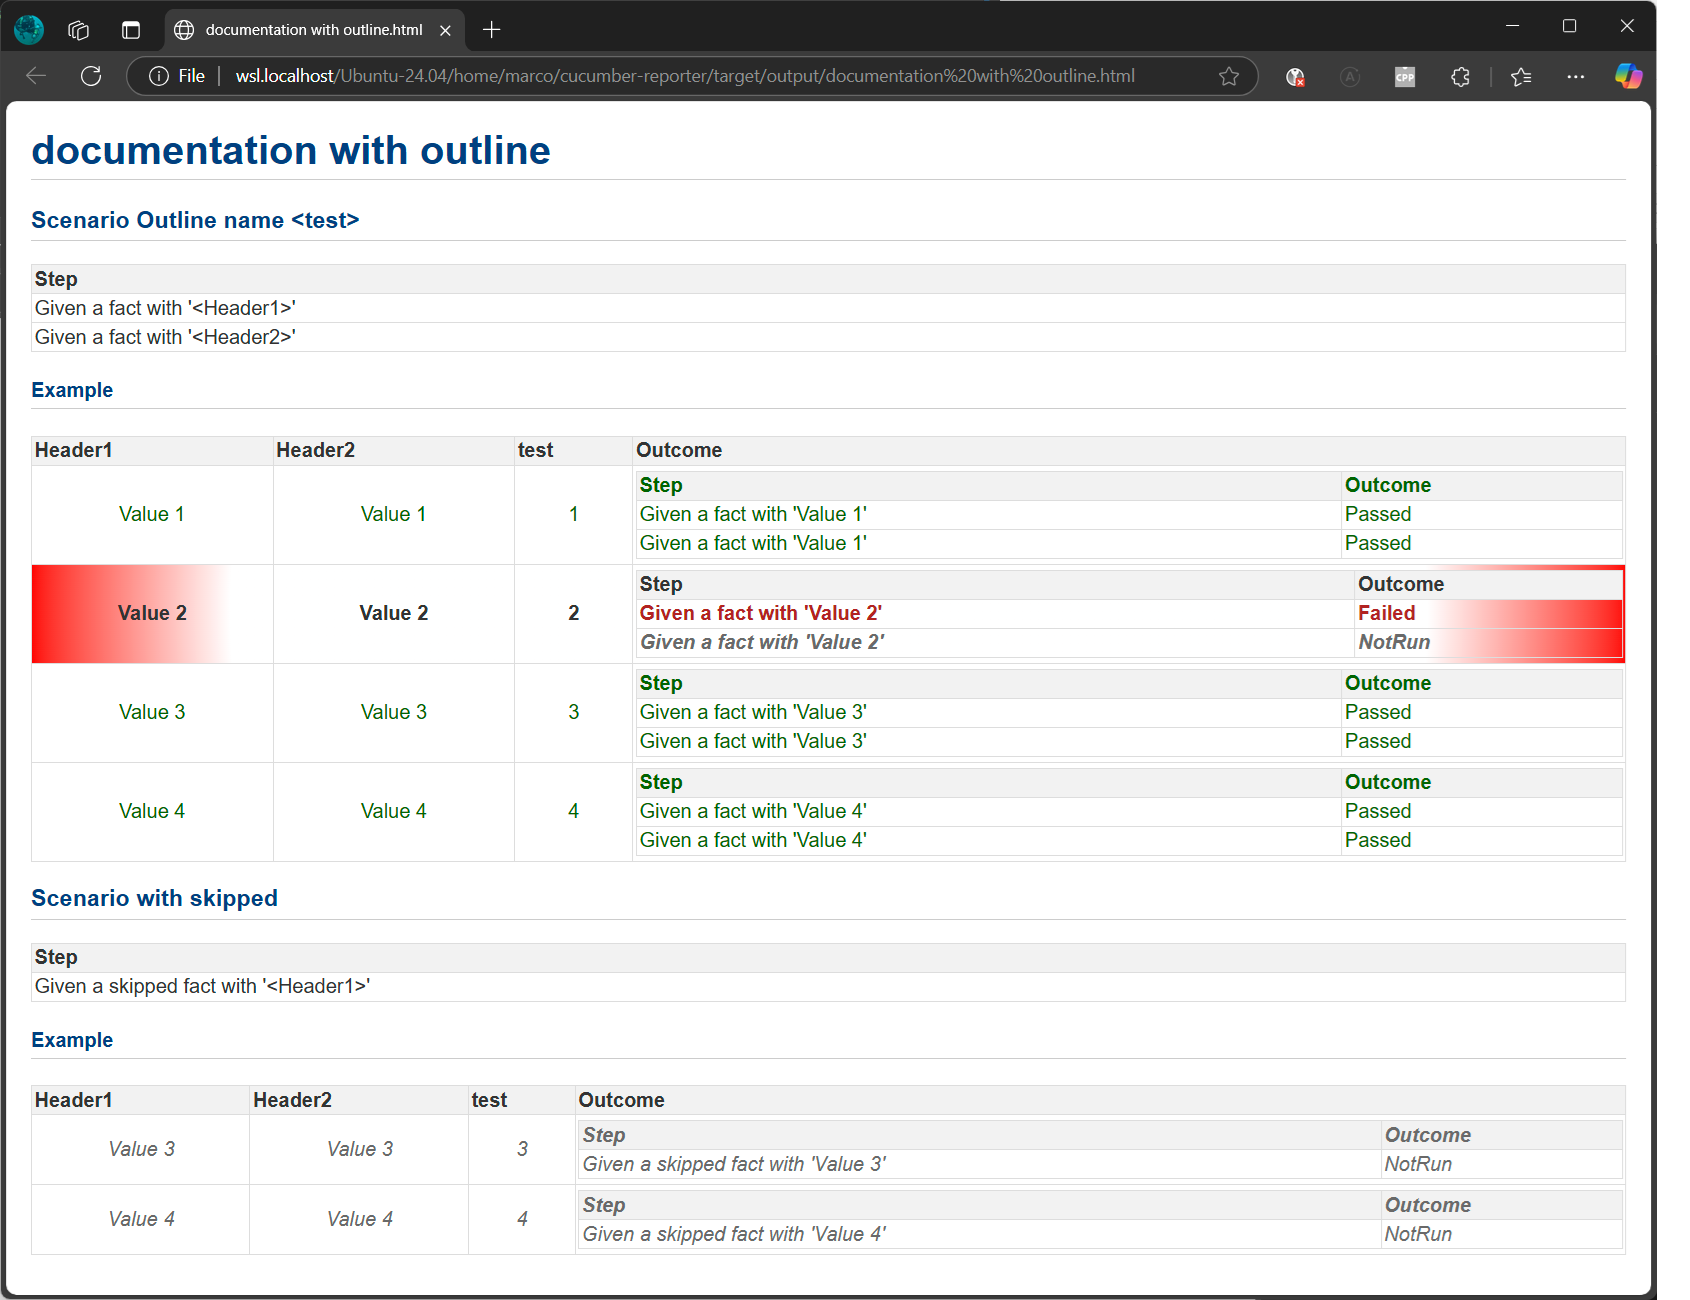 documentation with outline.html
File
wsl.localhost/Ubuntu-24.04/home/marco/cucumber-reporter/target/output/documentation%20with%20outline.html
A
CPP
documentation with outline
Scenario Outline name <test>
Step
Given a fact with '<Header1>'
Given a fact with '<Header2>'
Example
Header1 Header2 test Outcome
Step Outcome
Value 1 Value 1 1 Given a fact with 'Value 1' Passed
Given a fact with 'Value 1' Passed
Step Outcome
Value 2 Value 2 2 Given a fact with 'Value 2' Failed
Given a fact with 'Value 2' NotRun
Step Outcome
Value 3 Value 3 3 Given a fact with 'Value 3' Passed
Given a fact with 'Value 3' Passed
Step Outcome
Value 4 Value 4 4 Given a fact with 'Value 4' Passed
Given a fact with 'Value 4' Passed
Scenario with skipped
Step
Given a skipped fact with '<Header1>'
Example
Header1 Header2 test Outcome
Step Outcome
Value 3 Value 3 3
Given a skipped fact with 'Value 3' NotRun
Step Outcome
Value 4 Value 4 4
Given a skipped fact with 'Value 4' NotRun